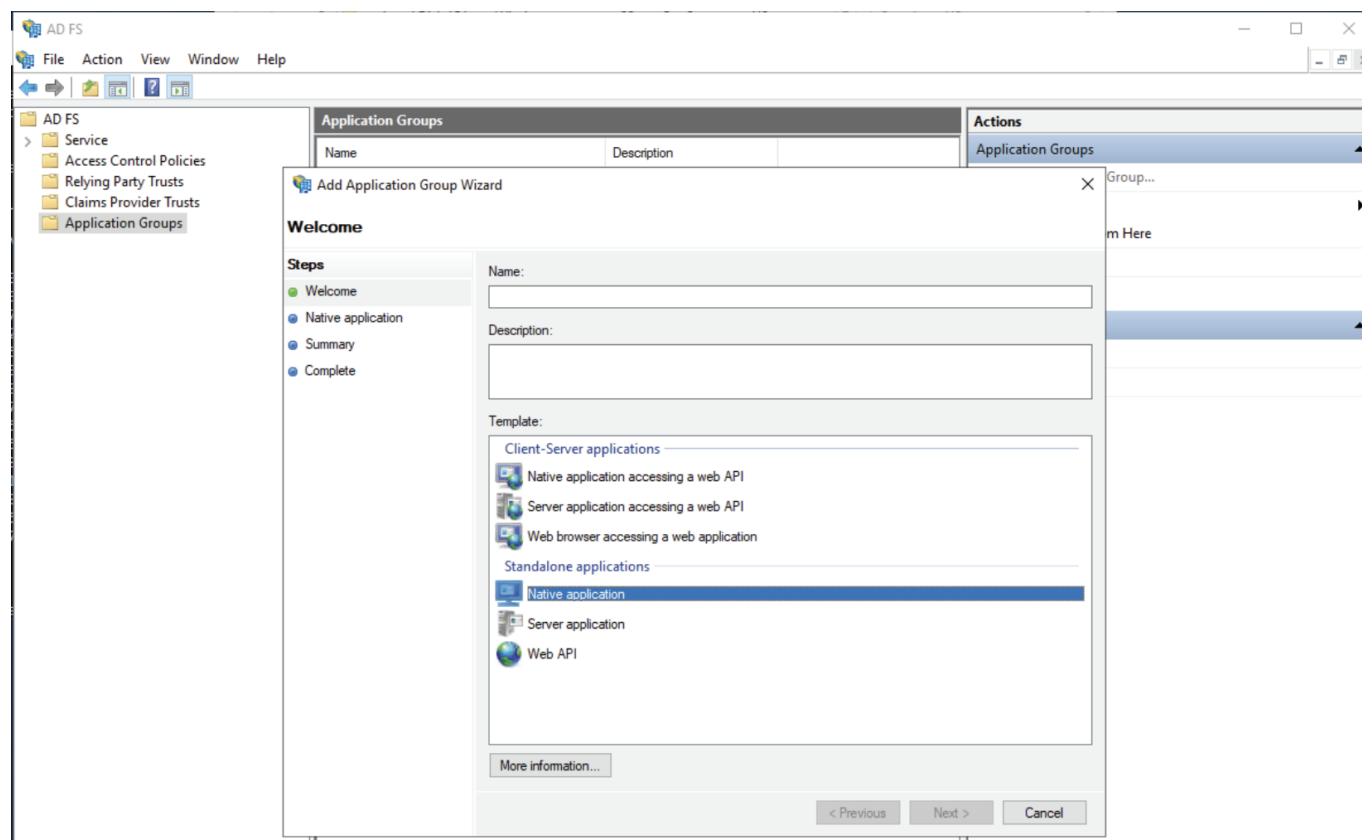 AD FS
File Action View Window Help
AD FS
Service
Access Control Policies
Relying Party Trusts
Claims Provider Trusts
Application Groups
Application Groups
Name Description
Actions
Application Groups
Group...
m Here
Add Application Group Wizard
Welcome
Steps
Welcome
Native application
Summary
Complete
Name:
Description:
Template:
Client-Server applications
Native application accessing a web API
Server application accessing a web API
Web browser accessing a web application
Standalone applications
Native application
Server application
Web API
More information...
< Previous Next > Cancel